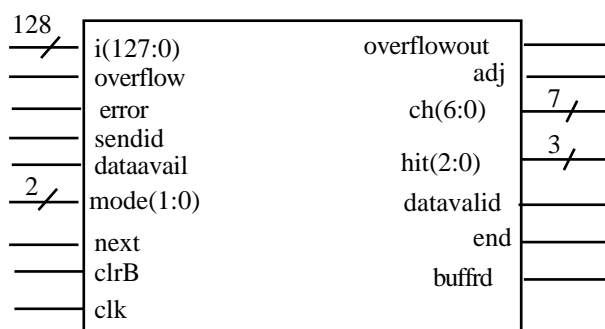 128
i(127:0)
overflow
error
sendid
dataavail
2
mode(1:0)
next
clrB
clk
overflowout
adj
ch(6:0)
7
hit(2:0)
3
datavalid
end
buffrd